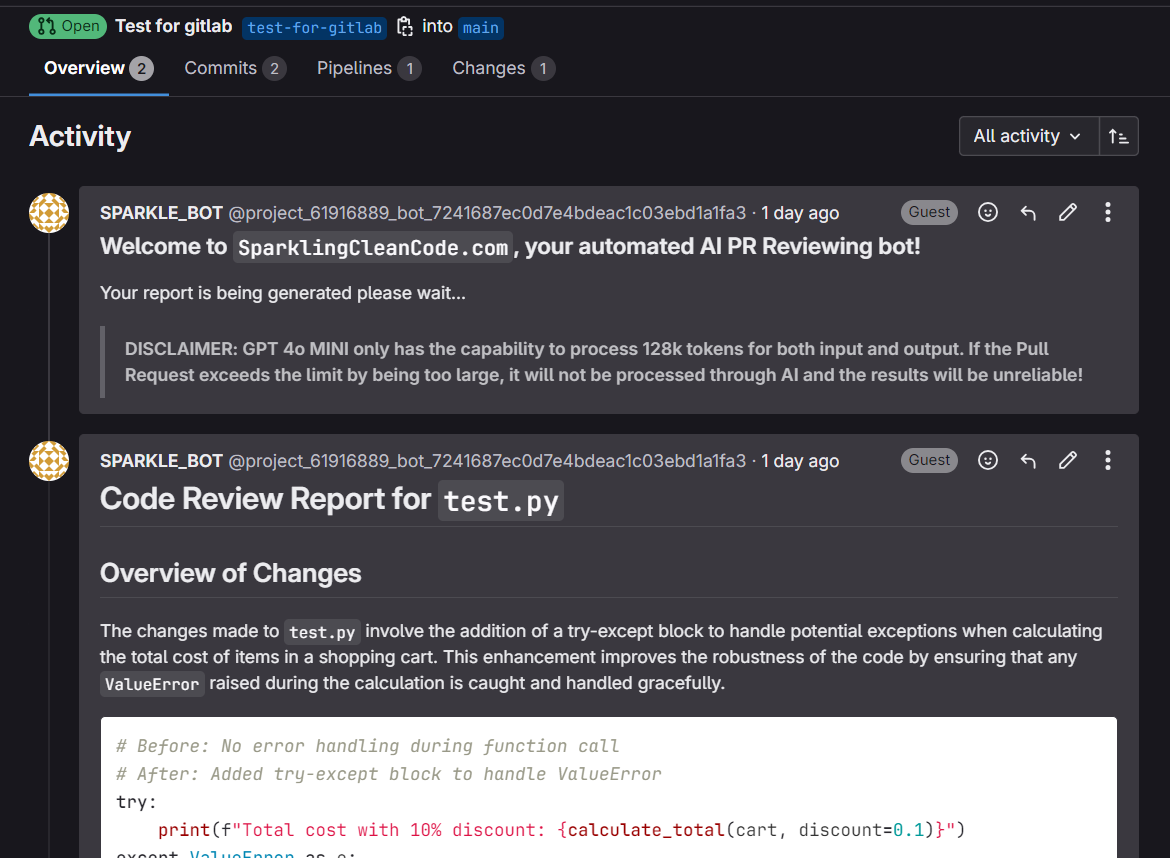 Open Test for gitlab test-for-gitlab into main
Overview 2 Commits 2 Pipelines 1 Changes 1
Activity
All activity
SPARKLE_BOT @project_61916889_bot_7241687ec0d7e4bdeac1c03ebd1a1fa3 · 1 day ago Guest
Welcome to SparklingCleanCode.com, your automated AI PR Reviewing bot!
Your report is being generated please wait...
DISCLAIMER: GPT 4o MINI only has the capability to process 128k tokens for both input and output. If the Pull
Request exceeds the limit by being too large, it will not be processed through AI and the results will be unreliable!
SPARKLE_BOT @project_61916889_bot_7241687ec0d7e4bdeac1c03ebd1a1fa3 · 1 day ago Guest
Code Review Report for test.py
Overview of Changes
The changes made to test.py involve the addition of a try-except block to handle potential exceptions when calculating
the total cost of items in a shopping cart. This enhancement improves the robustness of the code by ensuring that any
ValueError raised during the calculation is caught and handled gracefully.
# Before: No error handling during function call
# After: Added try-except block to handle ValueError
try:
    print(f"Total cost with 10% discount: {calculate_total(cart, discount=0.1)}")
except ValueError as e: